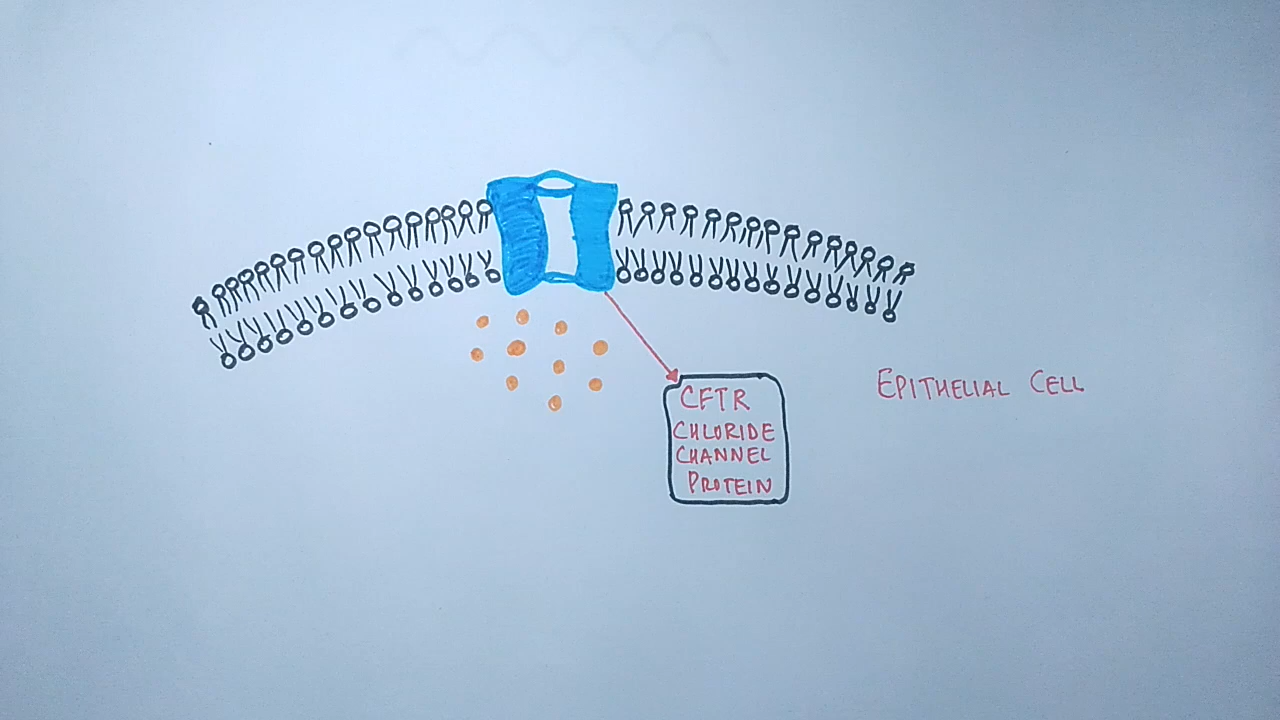 CFTR
CHLORIDE
CHANNEL
PROTEIN
EPITHELIAL CELL